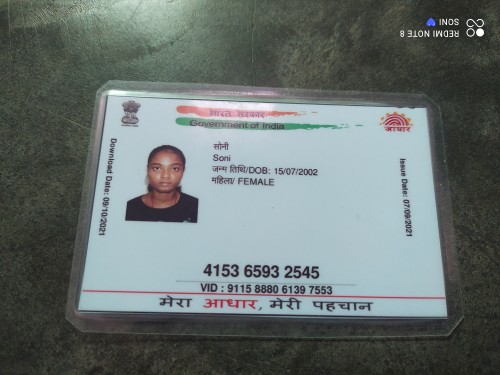 SONI
REDMI NOTE 8
भारत सरकार
Government of India
आधार
Download Date: 09/10/2021
सोनी
Soni
जन्म तिथि/DOB: 15/07/2002
महिला/ FEMALE
Issue Date: 07/09/2021
4153 6593 2545
VID : 9115 8880 6139 7553
मेरा आधार, मेरी पहचान